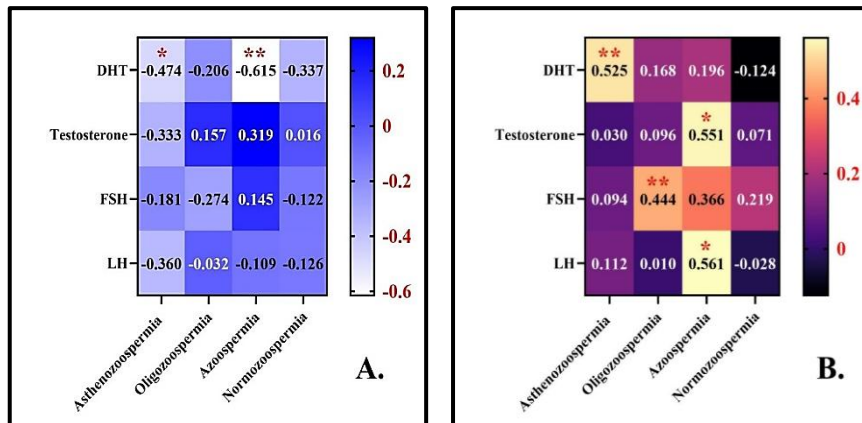 * **
DHT -0.474 -0.206 -0.615 -0.337
Testosterone -0.333 0.157 0.319 0.016
FSH -0.181 -0.274 0.145 -0.122
LH -0.360 -0.032 -0.109 -0.126
Asthenozoospermia
Oligozoospermia
Azoospermia
Normozoospermia
0.2
0
-0.2
-0.4
-0.6
A.
**
DHT 0.525 0.168 0.196 -0.124
*
Testosterone 0.030 0.096 0.551 0.071
**
FSH 0.094 0.444 0.366 0.219
*
LH 0.112 0.010 0.561 -0.028
Asthenozoospermia
Oligozoospermia
Azoospermia
Normozoospermia
0.4
0.2
0
B.